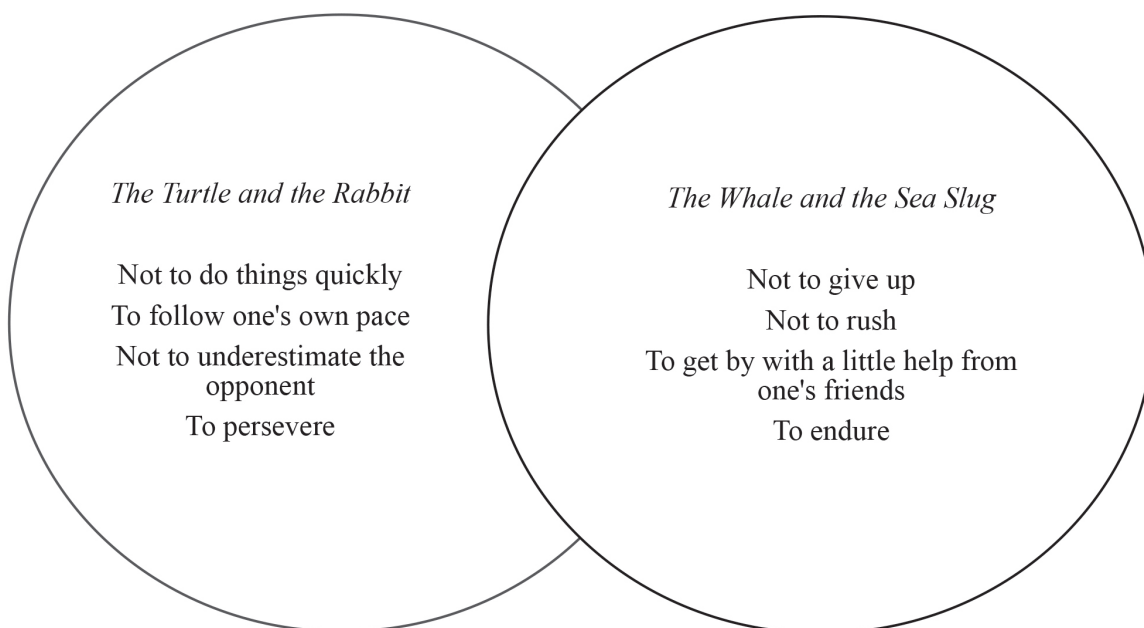 The Turtle and the Rabbit
Not to do things quickly
To follow one's own pace
Not to underestimate the
opponent
To persevere
The Whale and the Sea Slug
Not to give up
Not to rush
To get by with a little help from
one's friends
To endure